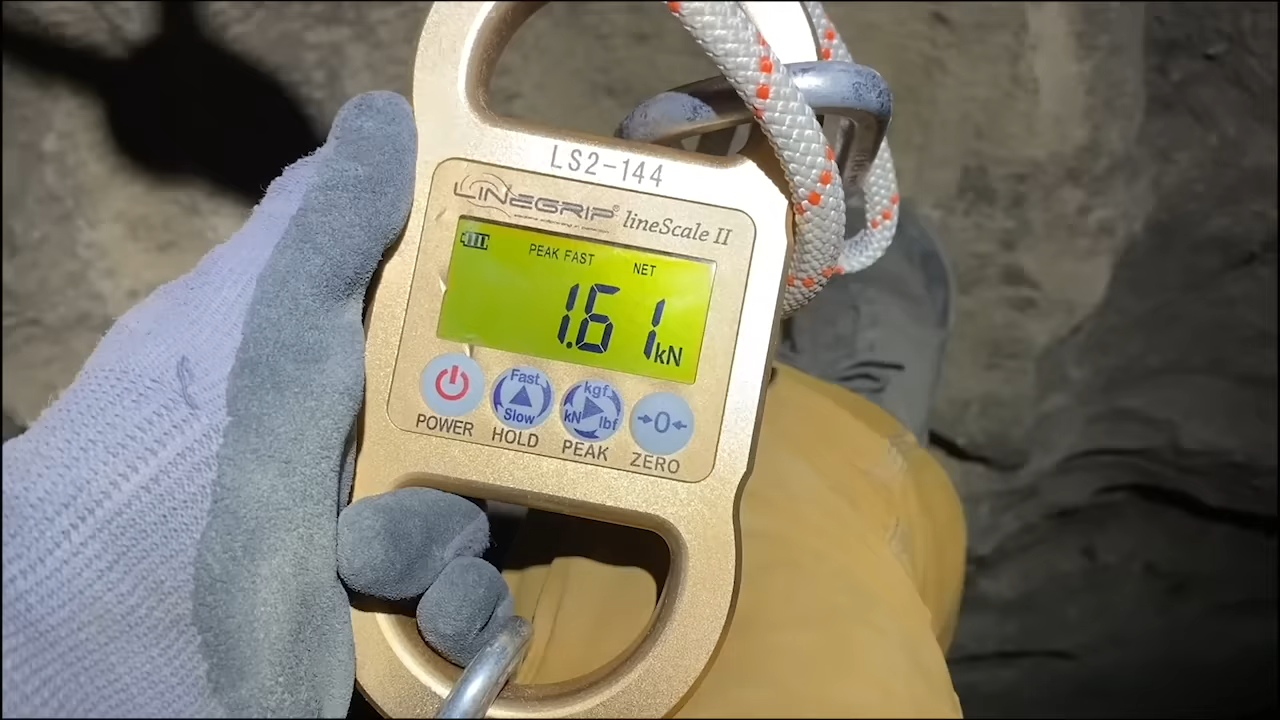 LS2-144
LINEGRIP® lineScale II
PEAK FAST NET
1.61 kN
Fast kgf
Slow kN lbf →0←
POWER HOLD PEAK ZERO